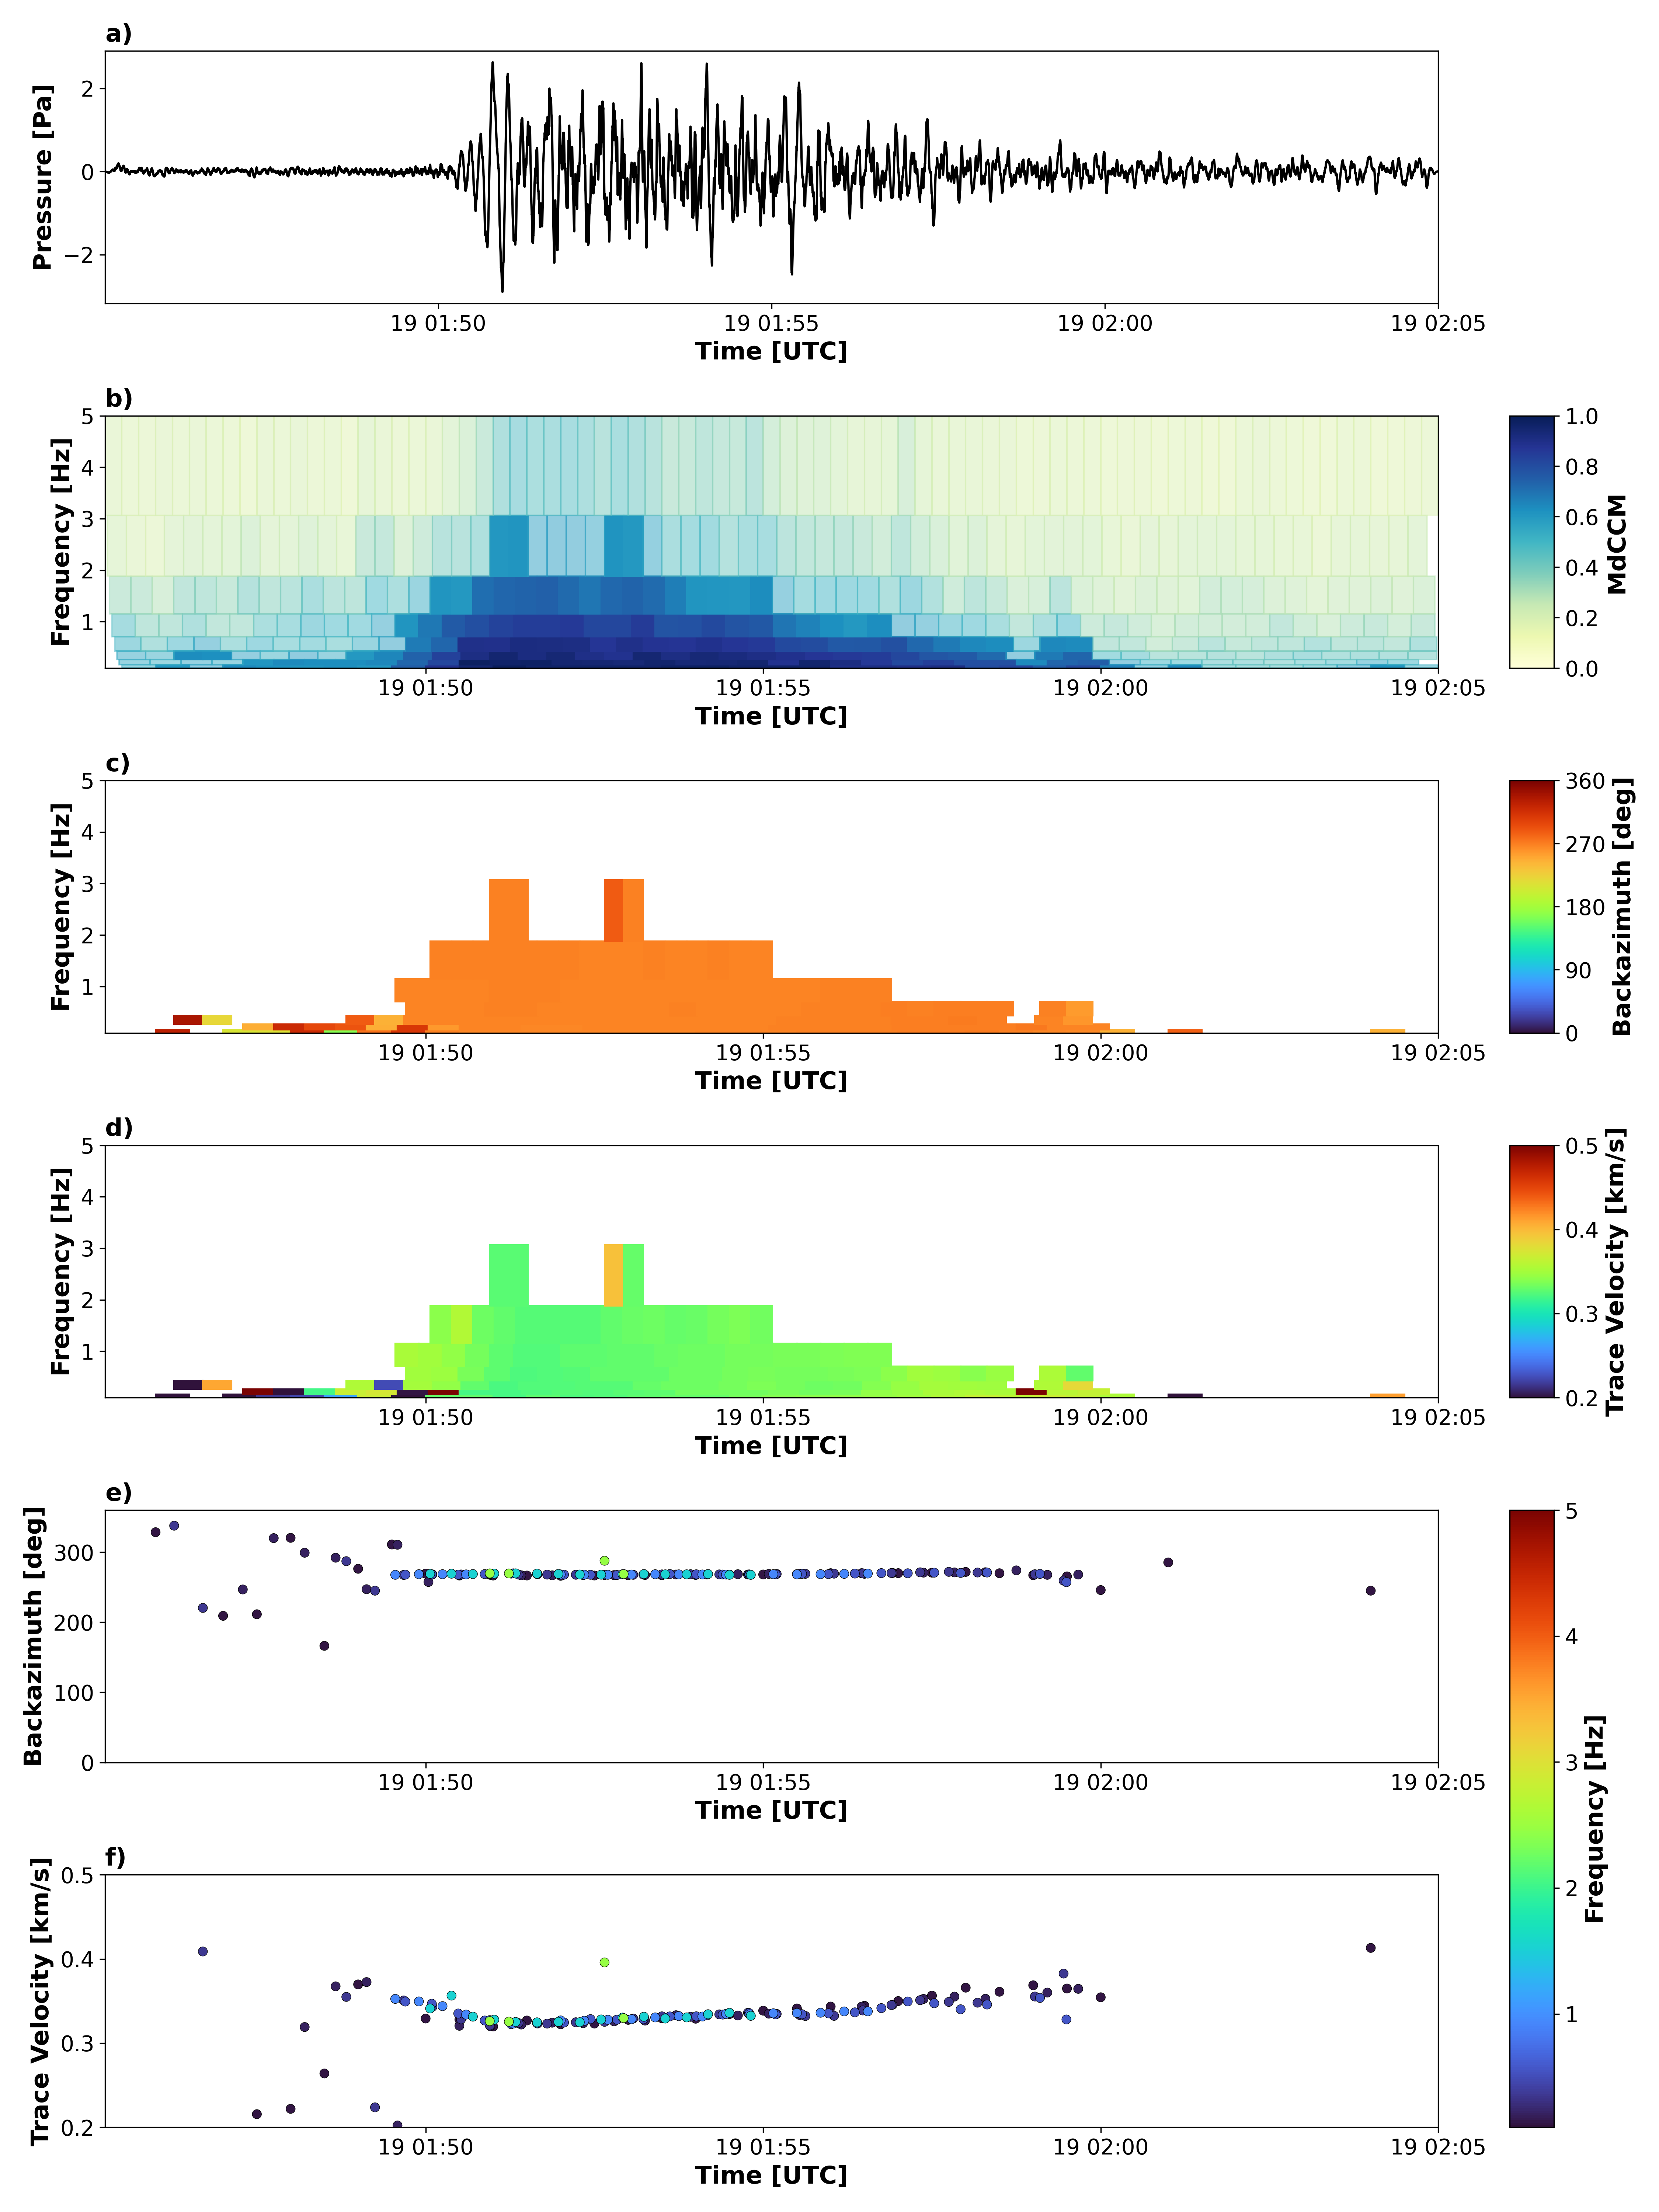 a)
Pressure [Pa]
2
0
−2
19 01:50 19 01:55 19 02:00 19 02:05
Time [UTC]
b)
Frequency [Hz]
5
4
3
2
1
19 01:50 19 01:55 19 02:00 19 02:05
Time [UTC]
1.0
0.8
0.6
0.4
0.2
0.0
MdCCM
c)
Frequency [Hz]
5
4
3
2
1
19 01:50 19 01:55 19 02:00 19 02:05
Time [UTC]
360
270
180
90
0
Backazimuth [deg]
d)
Frequency [Hz]
5
4
3
2
1
19 01:50 19 01:55 19 02:00 19 02:05
Time [UTC]
0.5
0.4
0.3
0.2
Trace Velocity [km/s]
e)
Backazimuth [deg]
300
200
100
0
19 01:50 19 01:55 19 02:00 19 02:05
Time [UTC]
f)
Trace Velocity [km/s]
0.5
0.4
0.3
0.2
19 01:50 19 01:55 19 02:00 19 02:05
Time [UTC]
5
4
3
2
1
Frequency [Hz]